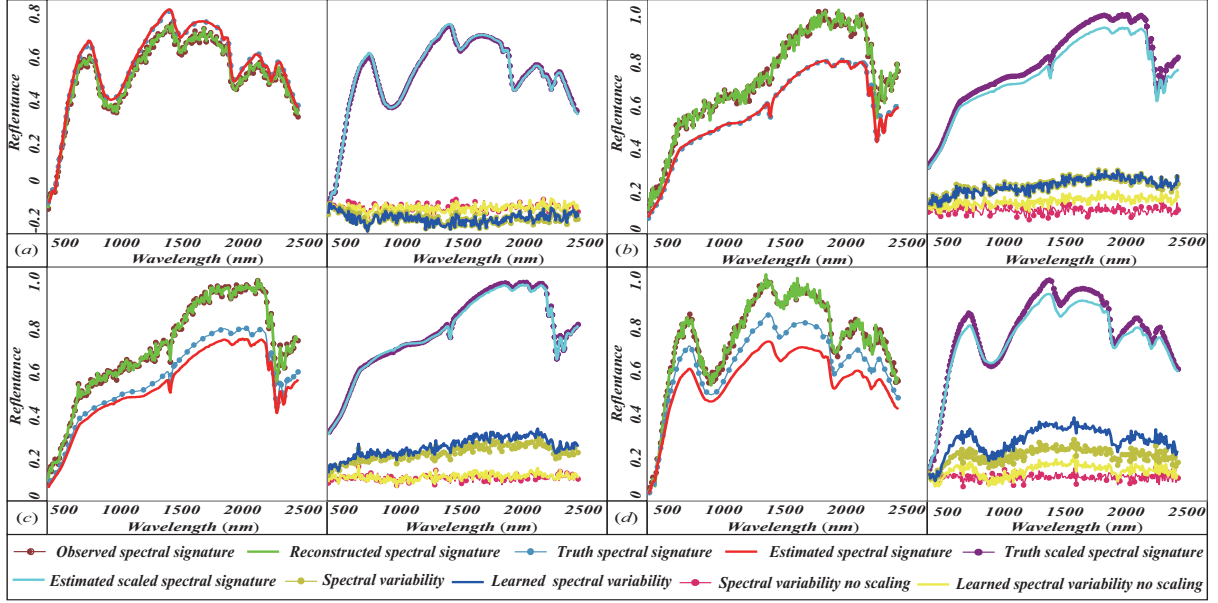 0.8
0.6
0.4
0.2
0
-0.2
Reflentance
(a)
500 1000 1500 2000 2500
Wavelength (nm)
500 1000 1500 2000 2500
Wavelength (nm)
1.0
0.8
0.6
0.4
0.2
0
Reflentance
(b)
500 1000 1500 2000 2500
Wavelength (nm)
500 1000 1500 2000 2500
Wavelength (nm)
1.0
0.8
0.6
0.4
0.2
0
Reflentance
(c)
500 1000 1500 2000 2500
Wavelength (nm)
500 1000 1500 2000 2500
Wavelength (nm)
1.0
0.8
0.6
0.4
0.2
0
Reflentance
(d)
500 1000 1500 2000 2500
Wavelength (nm)
500 1000 1500 2000 2500
Wavelength (nm)
Observed spectral signature Reconstructed spectral signature Truth spectral signature Estimated spectral signature Truth scaled spectral signature
Estimated scaled spectral signature Spectral variability Learned spectral variability Spectral variability no scaling Learned spectral variability no scaling